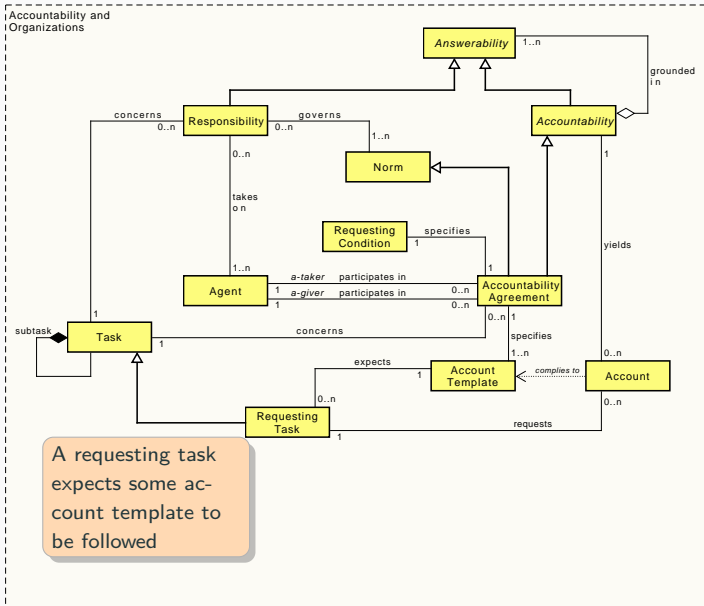 Accountability and
Organizations
Answerability
1..n
grounded
in
concerns
0..n
Responsibility
governs
0..n
1..n
Accountability
Norm
0..n
1
takes
on
Requesting
Condition
specifies
1
yields
1..n
1
Agent
a-taker participates in
1
0..n
a-giver participates in
1
0..n
Accountability
Agreement
1
subtask
Task
concerns
1
0..n
1
specifies
1..n
0..n
expects
1
0..n
Account
Template
complies to
Account
0..n
Requesting
Task
requests
1
A requesting task
expects some ac-
count template to
be followed